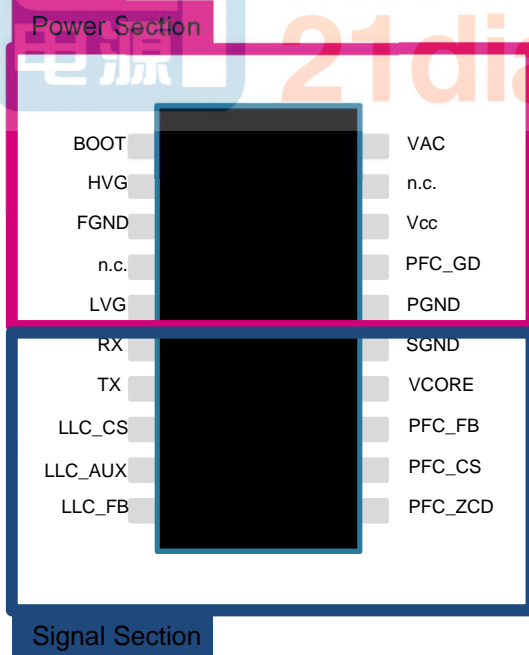 Power Section
电源
21dia
BOOT VAC
HVG n.c.
FGND Vcc
n.c. PFC_GD
LVG PGND
RX SGND
TX VCORE
LLC_CS PFC_FB
LLC_AUX PFC_CS
LLC_FB PFC_ZCD
Signal Section